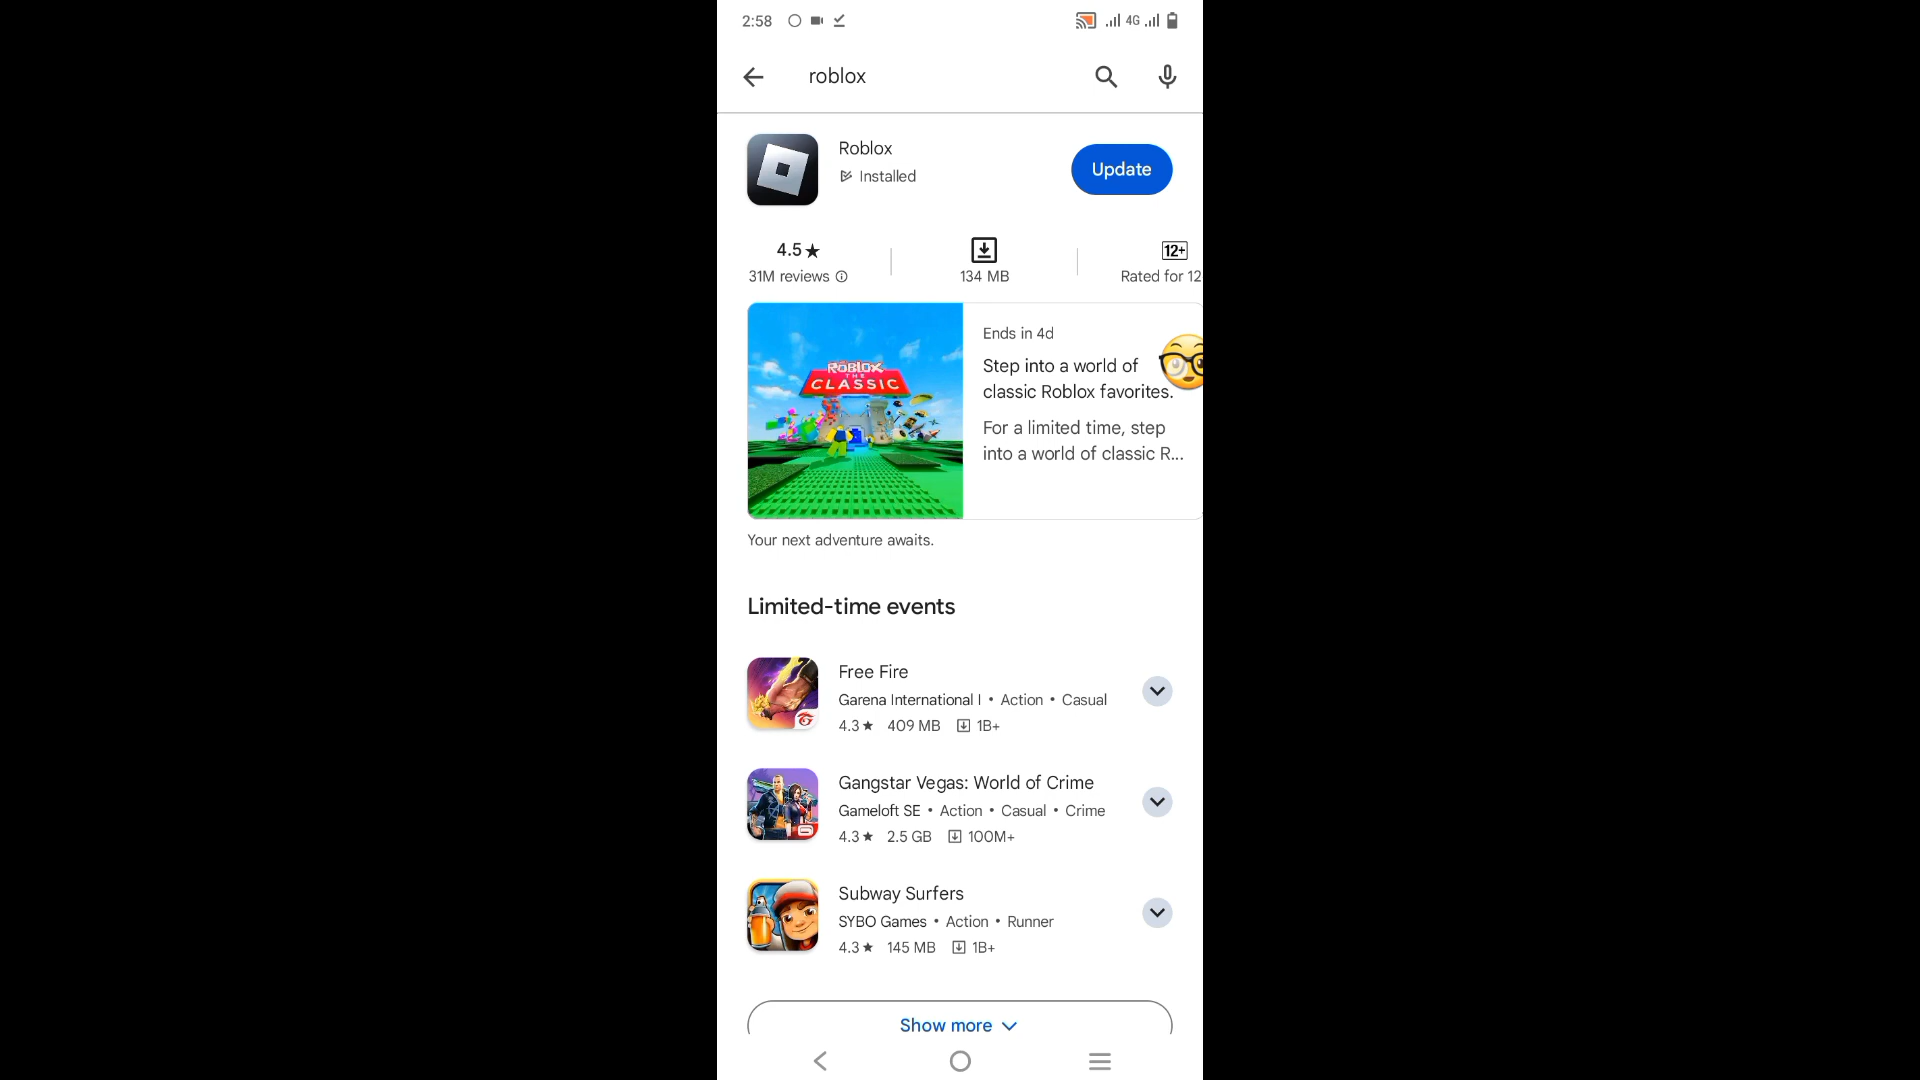 2:58
4G
roblox
Roblox
Installed
Update
4.5★
31M reviews
134 MB
12+
Rated for 12
ROBLOX
THE
CLASSIC
Ends in 4d
Step into a world of
classic Roblox favorites.
For a limited time, step
into a world of classic R...
Your next adventure awaits.
Limited-time events
Free Fire
Garena International I • Action • Casual
4.3★ 409 MB 1B+
Gangstar Vegas: World of Crime
Gameloft SE • Action • Casual • Crime
4.3★ 2.5 GB 100M+
Subway Surfers
SYBO Games • Action • Runner
4.3★ 145 MB 1B+
Show more